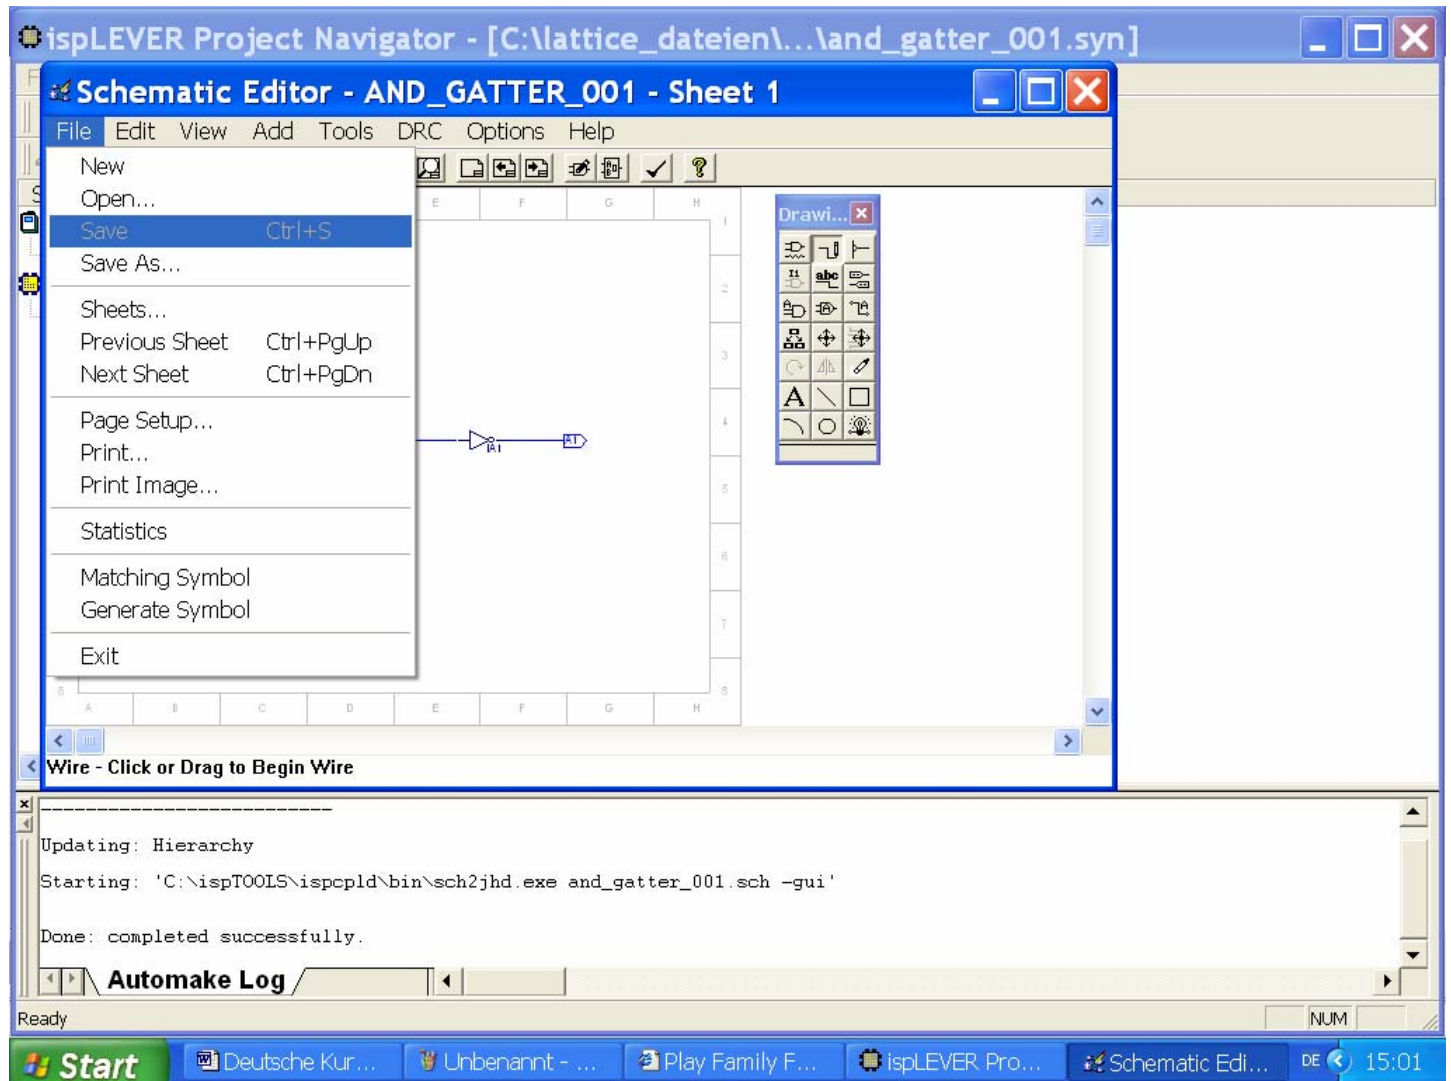 ispLEVER Project Navigator - [C:\lattice_dateien\...\and_gatter_001.syn]
Schematic Editor - AND_GATTER_001 - Sheet 1
File Edit View Add Tools DRC Options Help
New
Open...
Save Ctrl+S
Save As...
Sheets...
Previous Sheet Ctrl+PgUp
Next Sheet Ctrl+PgDn
Page Setup...
Print...
Print Image...
Statistics
Matching Symbol
Generate Symbol
Exit
E F G H
1
2
3
4
5
6
7
8 8
A B C D E F G H
IA1
A1
Drawi...
I1 abc
A
Wire - Click or Drag to Begin Wire
Updating: Hierarchy
Starting: 'C:\ispTOOLS\ispcpld\bin\sch2jhd.exe and_gatter_001.sch -gui'
Done: completed successfully.
Automake Log
Ready NUM
Start Deutsche Kur... Unbenannt - ... Play Family F... ispLEVER Pro... Schematic Edi... DE 15:01